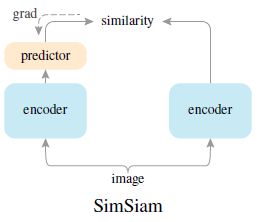 grad
similarity
predictor
encoder
encoder
image
SimSiam